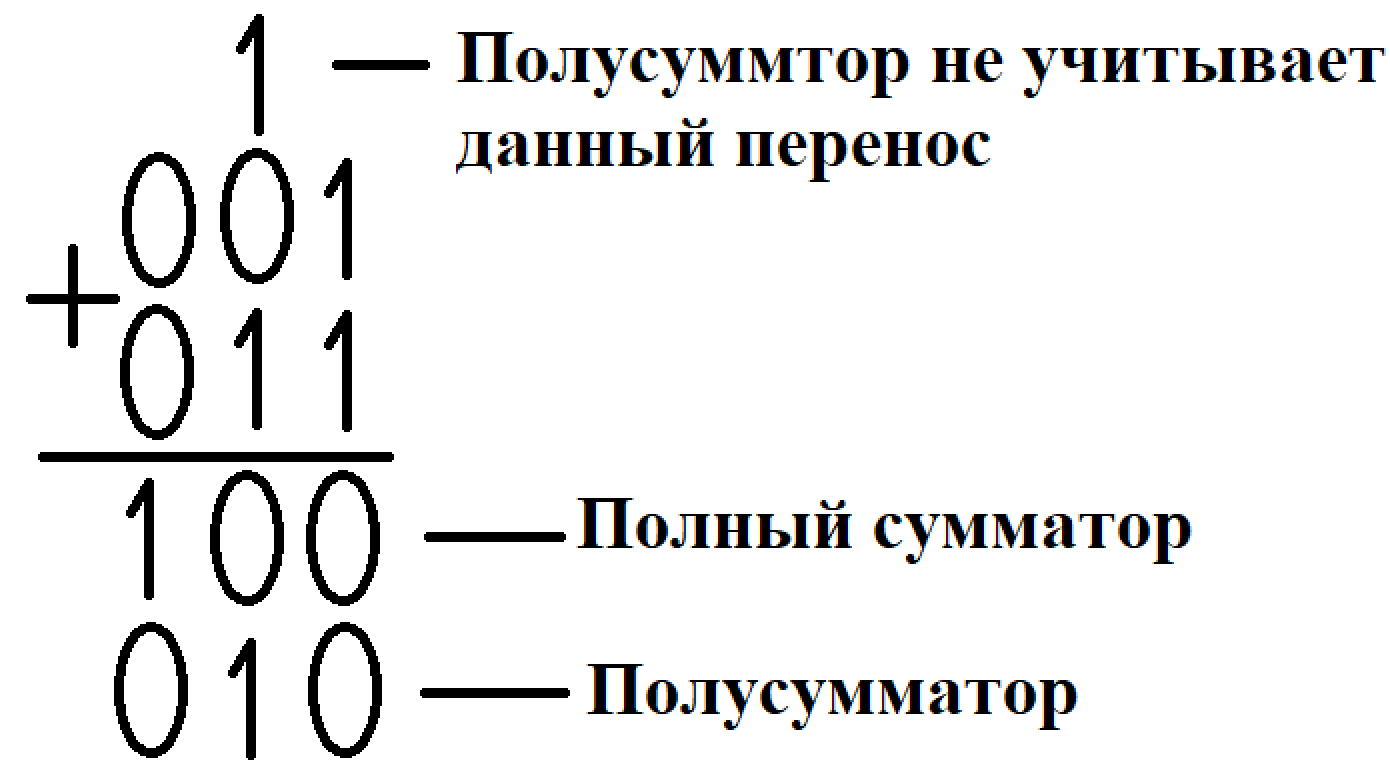 1 — Полусуммтор не учитывает
данный перенос
001
+
011
100 — Полный сумматор
010 — Полусумматор